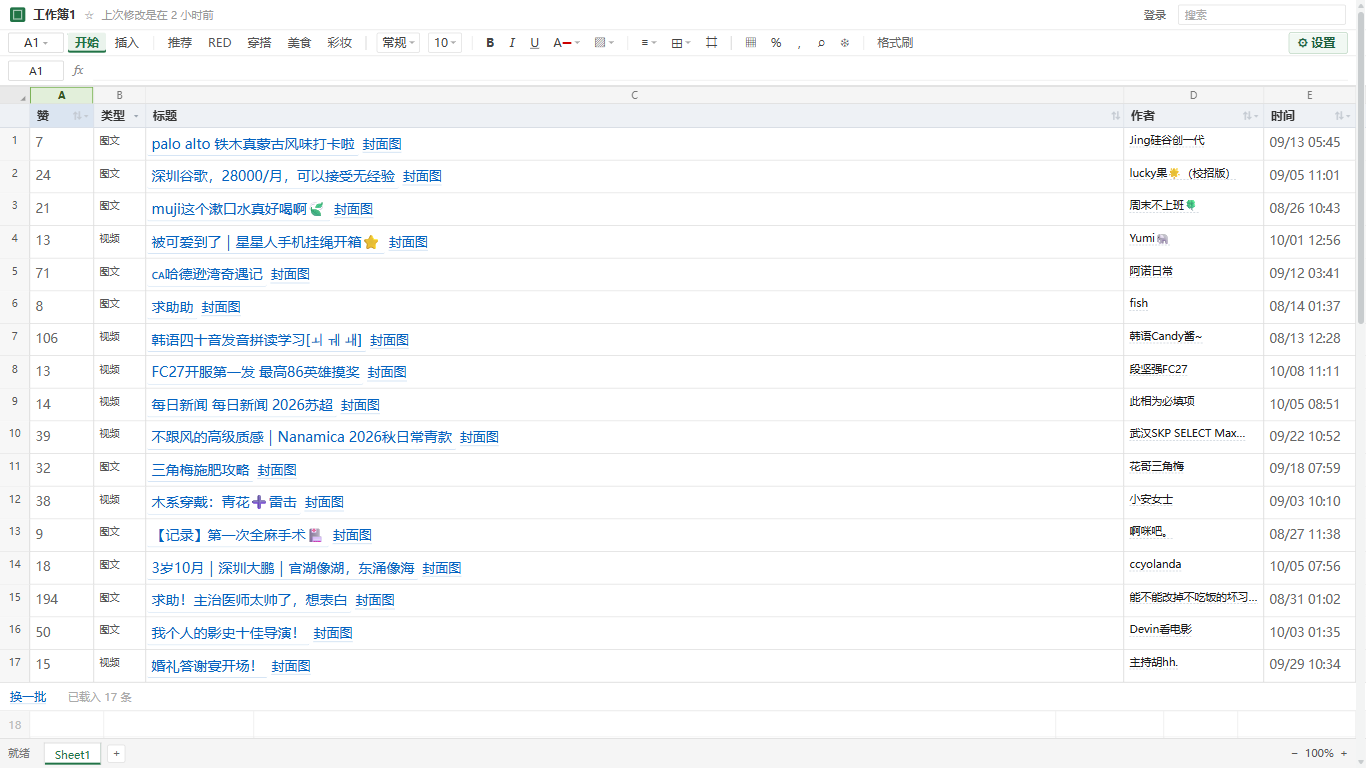 工作簿1 ☆ 上次修改是在 2 小时前 登录 搜索
A1 开始 插入 推荐 RED 穿搭 美食 彩妆 常规 10 B I U A % , 格式刷 设置
A1 fx
A B C D E
赞 类型 标题 作者 时间
1 7 图文 palo alto 铁木真蒙古风味打卡啦 封面图 Jing硅谷创一代 09/13 05:45
2 24 图文 深圳谷歌，28000/月，可以接受无经验 封面图 lucky果☀️（校招版） 09/05 11:01
3 21 图文 muji这个漱口水真好喝啊🍃 封面图 周末不上班🍀 08/26 10:43
4 13 视频 被可爱到了｜星星人手机挂绳开箱⭐ 封面图 Yumi🐘 10/01 12:56
5 71 图文 ᴄᴀ哈德逊湾奇遇记 封面图 阿诺日常 09/12 03:41
6 8 图文 求助助 封面图 fish 08/14 01:37
7 106 视频 韩语四十音发音拼读学习[ㅚ ㅞ ㅙ] 封面图 韩语Candy酱~ 08/13 12:28
8 13 视频 FC27开服第一发 最高86英雄摸奖 封面图 段坚强FC27 10/08 11:11
9 14 视频 每日新闻 每日新闻 2026苏超 封面图 此相为必填项 10/05 08:51
10 39 视频 不跟风的高级质感｜Nanamica 2026秋日常青款 封面图 武汉SKP SELECT Max... 09/22 10:52
11 32 图文 三角梅施肥攻略 封面图 花哥三角梅 09/18 07:59
12 38 视频 木系穿戴：青花➕雷击 封面图 小安女士 09/03 10:10
13 9 图文 【记录】第一次全麻手术 封面图 啊咪吧。 08/27 11:38
14 18 图文 3岁10月｜深圳大鹏｜官湖像湖，东涌像海 封面图 ccyolanda 10/05 07:56
15 194 图文 求助！主治医师太帅了，想表白 封面图 能不能改掉不吃饭的坏习... 08/31 01:02
16 50 图文 我个人的影史十佳导演！ 封面图 Devin看电影 10/03 01:35
17 15 视频 婚礼答谢宴开场！ 封面图 主持胡hh. 09/29 10:34
换一批 已载入 17 条
18
就绪 Sheet1 + − 100% +